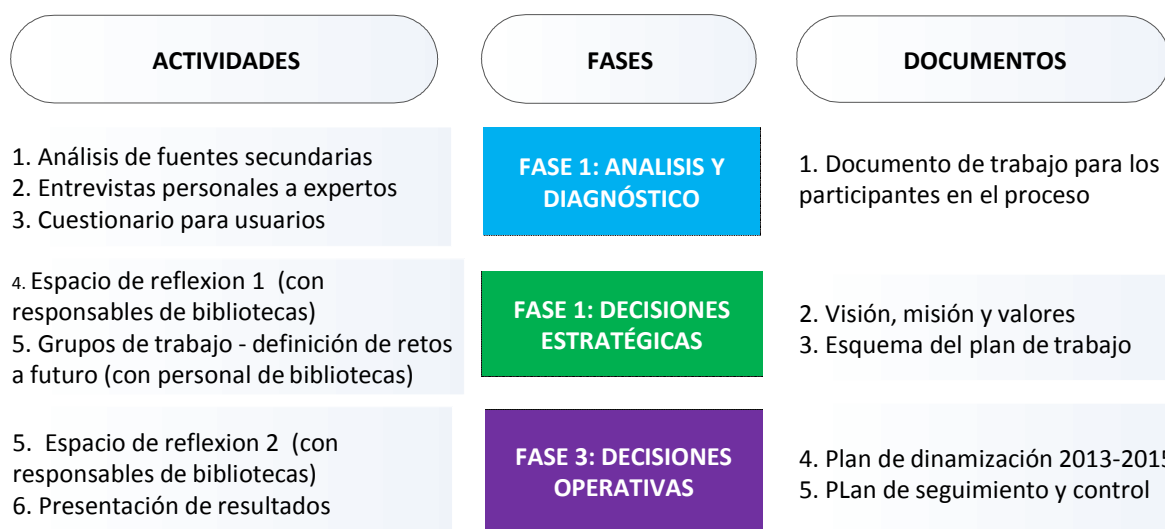 ACTIVIDADES
FASES
DOCUMENTOS
1. Análisis de fuentes secundarias
2. Entrevistas personales a expertos
3. Cuestionario para usuarios
FASE 1: ANALISIS Y
DIAGNÓSTICO
1. Documento de trabajo para los
participantes en el proceso
4. Espacio de reflexion 1 (con
responsables de bibliotecas)
5. Grupos de trabajo - definición de retos
a futuro (con personal de bibliotecas)
FASE 1: DECISIONES
ESTRATÉGICAS
2. Visión, misión y valores
3. Esquema del plan de trabajo
5. Espacio de reflexion 2 (con
responsables de bibliotecas)
6. Presentación de resultados
FASE 3: DECISIONES
OPERATIVAS
4. Plan de dinamización 2013-2015
5. PLan de seguimiento y control